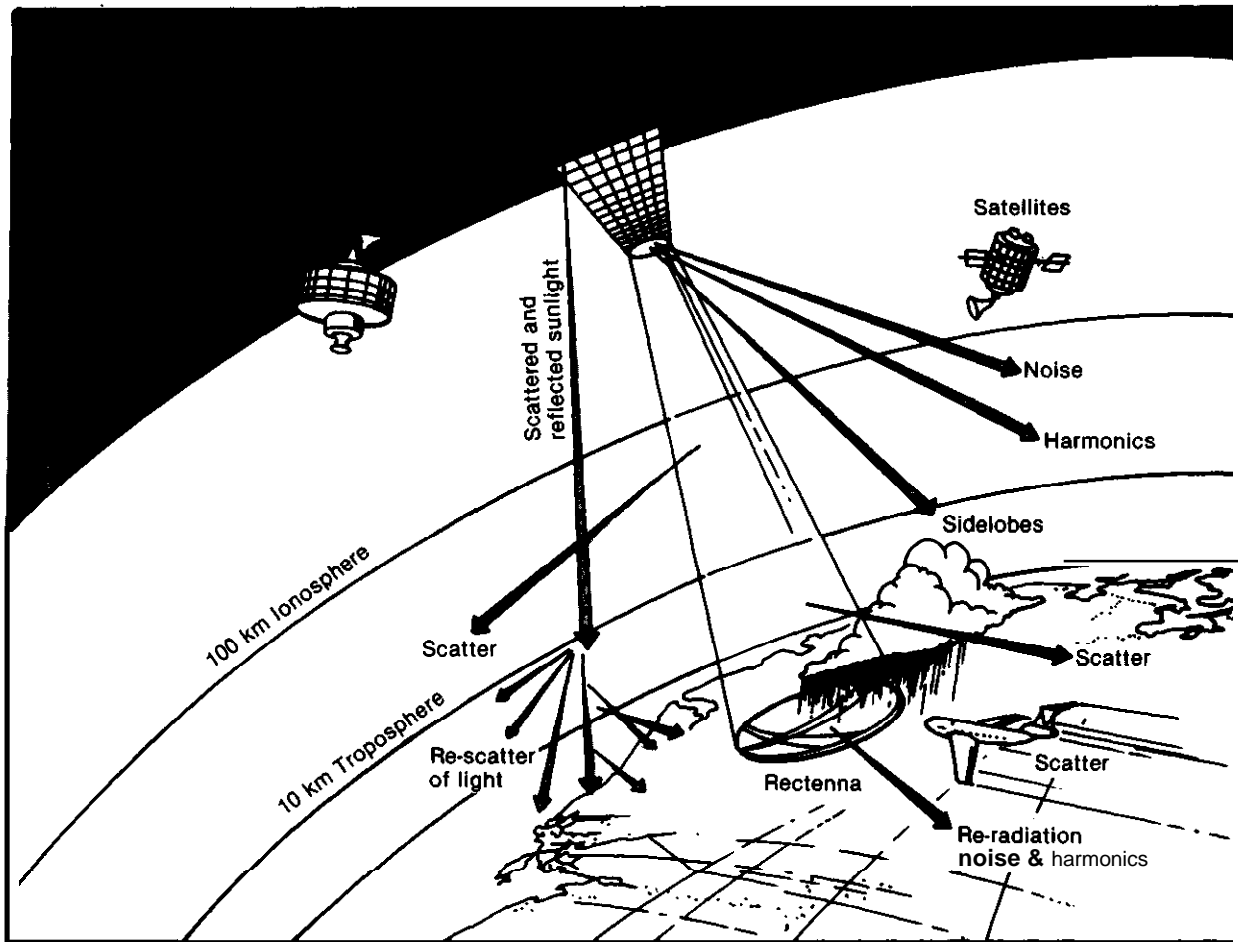 Satellites
Scattered and
reflected sunlight
Noise
Harmonics
Sidelobes
100 km Ionosphere
Scatter
Scatter
10 km Troposphere
Re-scatter
of light
Rectenna
Scatter
Re-radiation
noise & harmonics